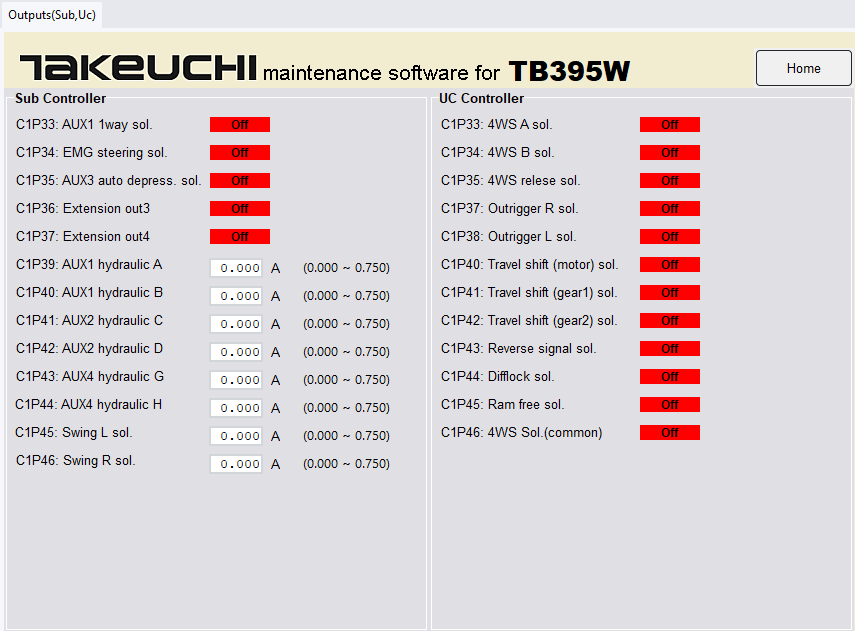 Outputs(Sub,Uc)
TAKEUCHI maintenance software for TB395W
Home
Sub Controller
C1P33: AUX1 1way sol. Off
C1P34: EMG steering sol. Off
C1P35: AUX3 auto depress. sol. Off
C1P36: Extension out3 Off
C1P37: Extension out4 Off
C1P39: AUX1 hydraulic A 0.000 A (0.000 ~ 0.750)
C1P40: AUX1 hydraulic B 0.000 A (0.000 ~ 0.750)
C1P41: AUX2 hydraulic C 0.000 A (0.000 ~ 0.750)
C1P42: AUX2 hydraulic D 0.000 A (0.000 ~ 0.750)
C1P43: AUX4 hydraulic G 0.000 A (0.000 ~ 0.750)
C1P44: AUX4 hydraulic H 0.000 A (0.000 ~ 0.750)
C1P45: Swing L sol. 0.000 A (0.000 ~ 0.750)
C1P46: Swing R sol. 0.000 A (0.000 ~ 0.750)
UC Controller
C1P33: 4WS A sol. Off
C1P34: 4WS B sol. Off
C1P35: 4WS relese sol. Off
C1P37: Outrigger R sol. Off
C1P38: Outrigger L sol. Off
C1P40: Travel shift (motor) sol. Off
C1P41: Travel shift (gear1) sol. Off
C1P42: Travel shift (gear2) sol. Off
C1P43: Reverse signal sol. Off
C1P44: Difflock sol. Off
C1P45: Ram free sol. Off
C1P46: 4WS Sol.(common) Off